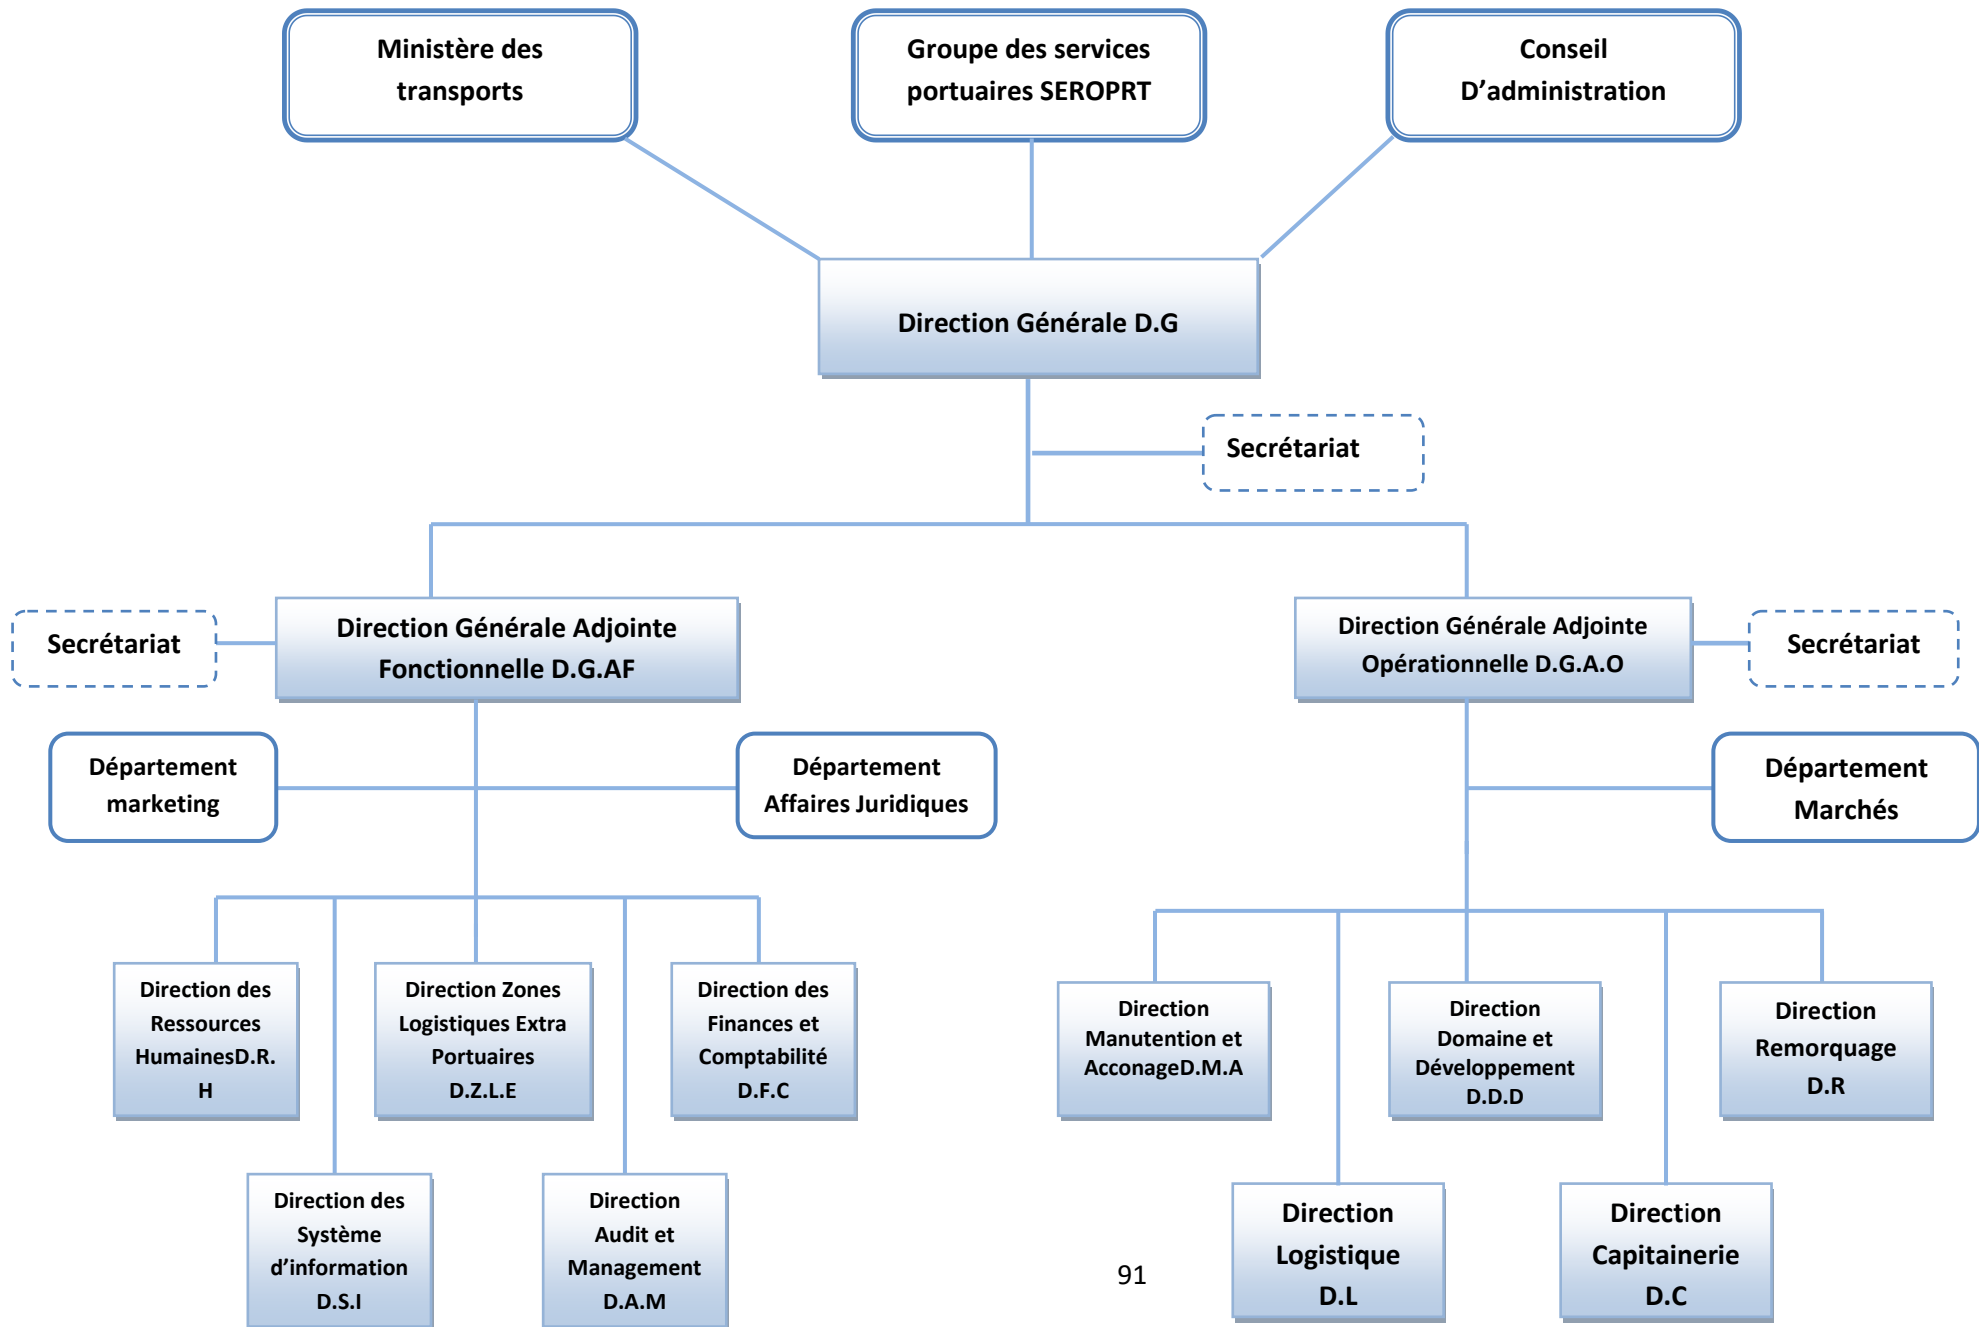 Ministère des
transports
Groupe des services
portuaires SEROPRT
Conseil
D’administration
Direction Générale D.G
Secrétariat
Secrétariat
Direction Générale Adjointe
Fonctionnelle D.G.AF
Direction Générale Adjointe
Opérationnelle D.G.A.O
Secrétariat
Département
marketing
Département
Affaires Juridiques
Département
Marchés
Direction des
Ressources
HumainesD.R.
H
Direction Zones
Logistiques Extra
Portuaires
D.Z.L.E
Direction des
Finances et
Comptabilité
D.F.C
Direction
Manutention et
AcconageD.M.A
Direction
Domaine et
Développement
D.D.D
Direction
Remorquage
D.R
Direction des
Système
d’information
D.S.I
Direction
Audit et
Management
D.A.M
Direction
Logistique
D.L
Direction
Capitainerie
D.C
91